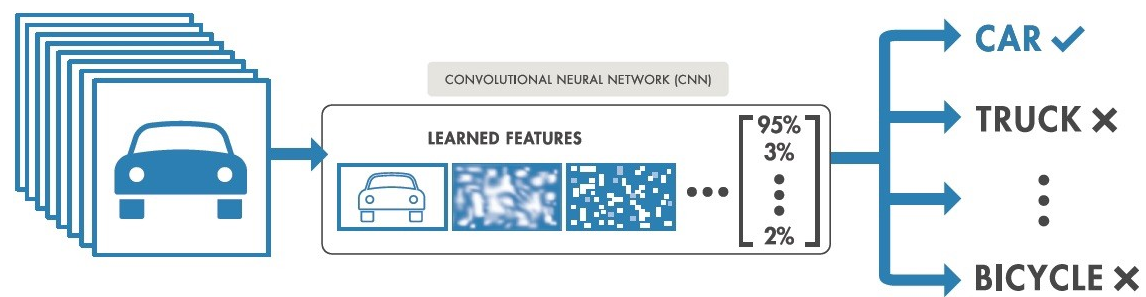 CONVOLUTIONAL NEURAL NETWORK (CNN)
LEARNED FEATURES
95%
3%
2%
CAR
TRUCK
BICYCLE